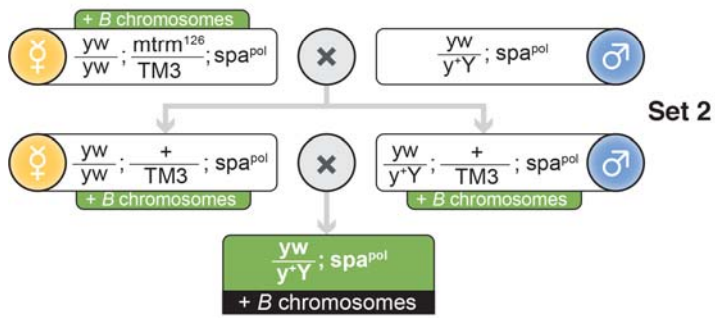 + B chromosomes
yw/yw ; mtrm¹²⁶/TM3 ; spaᵖᵒˡ
×
yw/y⁺Y ; spaᵖᵒˡ
Set 2
yw/yw ; +/TM3 ; spaᵖᵒˡ
×
yw/y⁺Y ; +/TM3 ; spaᵖᵒˡ
+ B chromosomes
+ B chromosomes
yw/y⁺Y ; spaᵖᵒˡ
+ B chromosomes